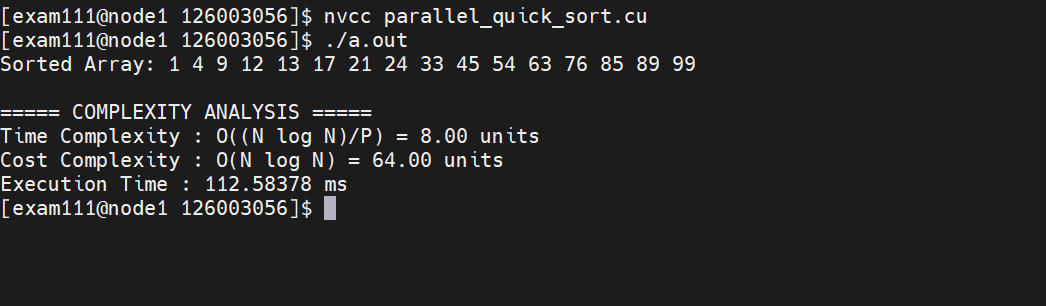 [exam111@node1 126003056]$ nvcc parallel_quick_sort.cu
[exam111@node1 126003056]$ ./a.out
Sorted Array: 1 4 9 12 13 17 21 24 33 45 54 63 76 85 89 99
===== COMPLEXITY ANALYSIS =====
Time Complexity : O((N log N)/P) = 8.00 units
Cost Complexity : O(N log N) = 64.00 units
Execution Time : 112.58378 ms
[exam111@node1 126003056]$